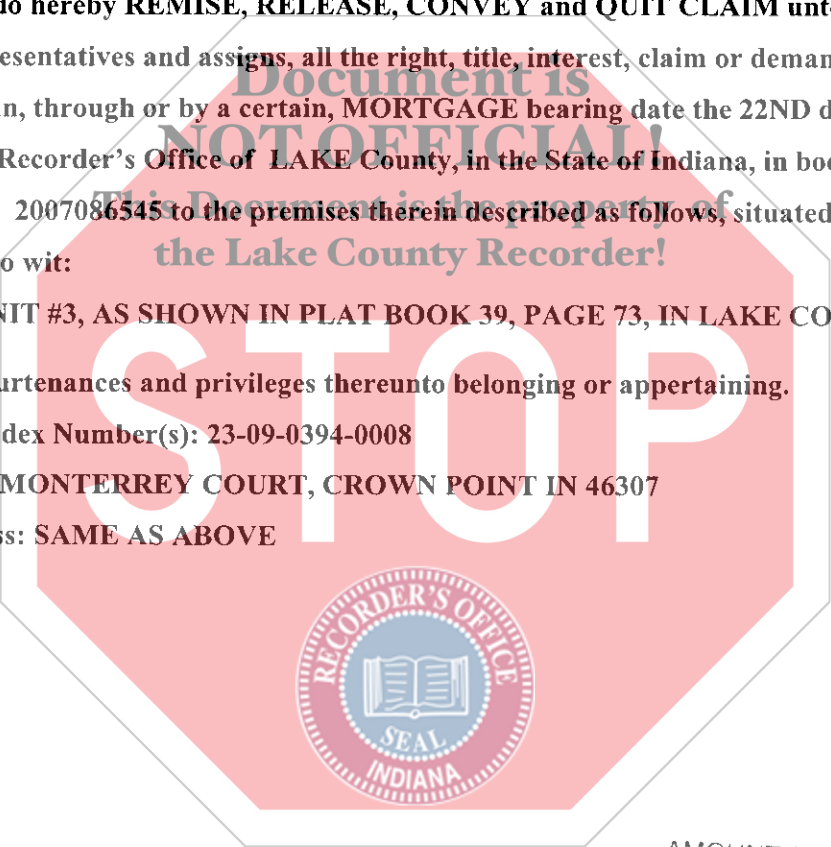 do hereby REMISE, RELEASE, CONVEY and QUIT CLAIM unt
esentatives and assigns, all the right, title, interest, claim or deman
Document is
n, through or by a certain, MORTGAGE bearing date the 22ND d
NOT OFFICIAL!
Recorder's Office of LAKE County, in the State of Indiana, in boo
This Document is the property of
2007086545 to the premises therein described as follows, situated
the Lake County Recorder!
o wit:
NIT #3, AS SHOWN IN PLAT BOOK 39, PAGE 73, IN LAKE CO
STOP
urtenances and privileges thereunto belonging or appertaining.
dex Number(s): 23-09-0394-0008
MONTERREY COURT, CROWN POINT IN 46307
ss: SAME AS ABOVE
RECORDER'S OFFICE
SEAL
INDIANA